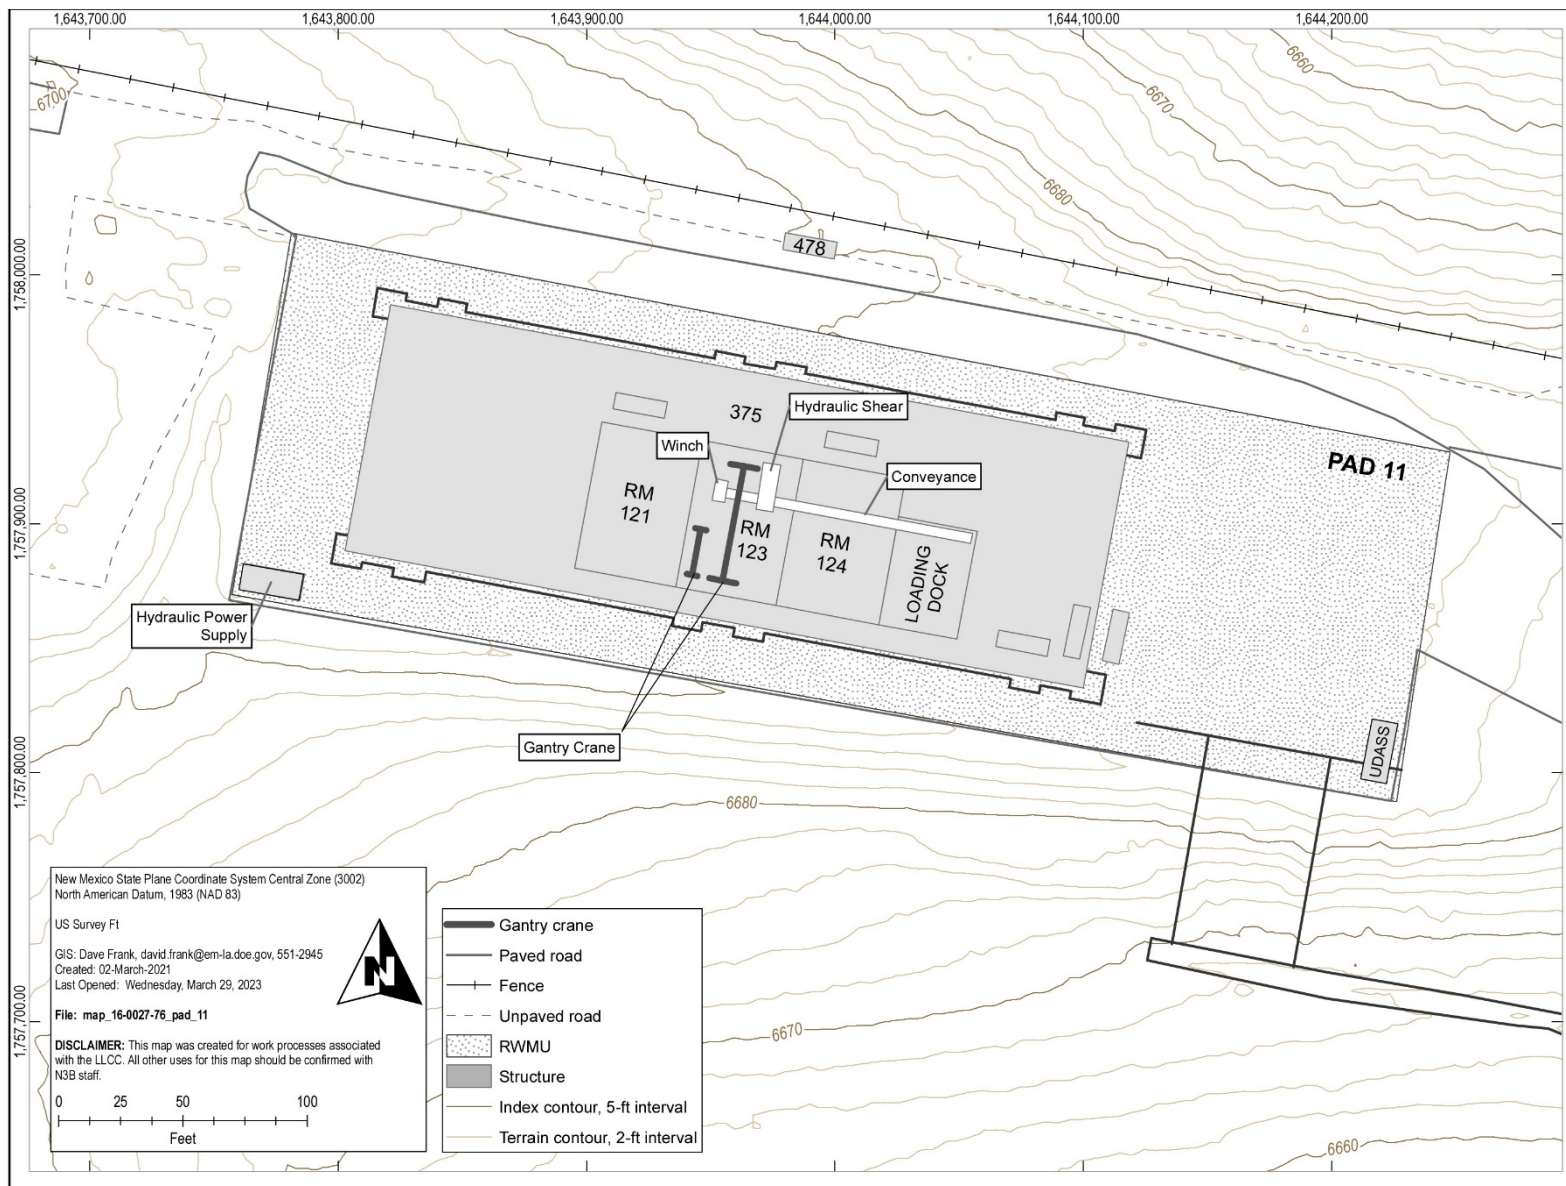 1,643,700.00
1,643,800.00
1,643,900.00
1,644,000.00
1,644,100.00
1,644,200.00
1,758,000.00
1,757,900.00
1,757,800.00
1,757,700.00
6700
6660
6670
6680
478
375
Hydraulic Shear
Winch
Conveyance
PAD 11
RM
121
RM
123
RM
124
LOADING
DOCK
Hydraulic Power
Supply
Gantry Crane
UDASS
6680
6670
6660
New Mexico State Plane Coordinate System Central Zone (3002)
North American Datum, 1983 (NAD 83)
US Survey Ft
GIS: Dave Frank, david.frank@em-la.doe.gov, 551-2945
Created: 02-March-2021
Last Opened: Wednesday, March 29, 2023
File: map_16-0027-76_pad_11
DISCLAIMER: This map was created for work processes associated
with the LLCC. All other uses for this map should be confirmed with
N3B staff.
N
0 25 50 100
Feet
Gantry crane
Paved road
Fence
Unpaved road
RWMU
Structure
Index contour, 5-ft interval
Terrain contour, 2-ft interval